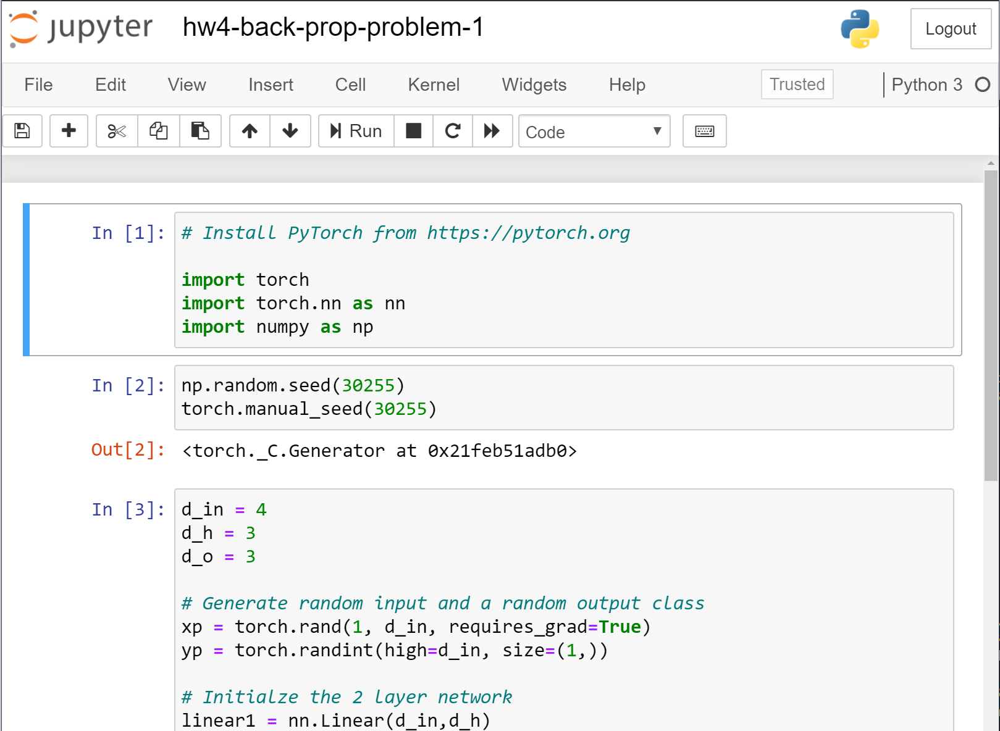 jupyter hw4-back-prop-problem-1 Logout
File Edit View Insert Cell Kernel Widgets Help Trusted Python 3
Run Code
In [1]: # Install PyTorch from https://pytorch.org
import torch
import torch.nn as nn
import numpy as np
In [2]: np.random.seed(30255)
torch.manual_seed(30255)
Out[2]: <torch._C.Generator at 0x21feb51adb0>
In [3]: d_in = 4
d_h = 3
d_o = 3
# Generate random input and a random output class
xp = torch.rand(1, d_in, requires_grad=True)
yp = torch.randint(high=d_in, size=(1,))
# Initialze the 2 layer network
linear1 = nn.Linear(d_in,d_h)